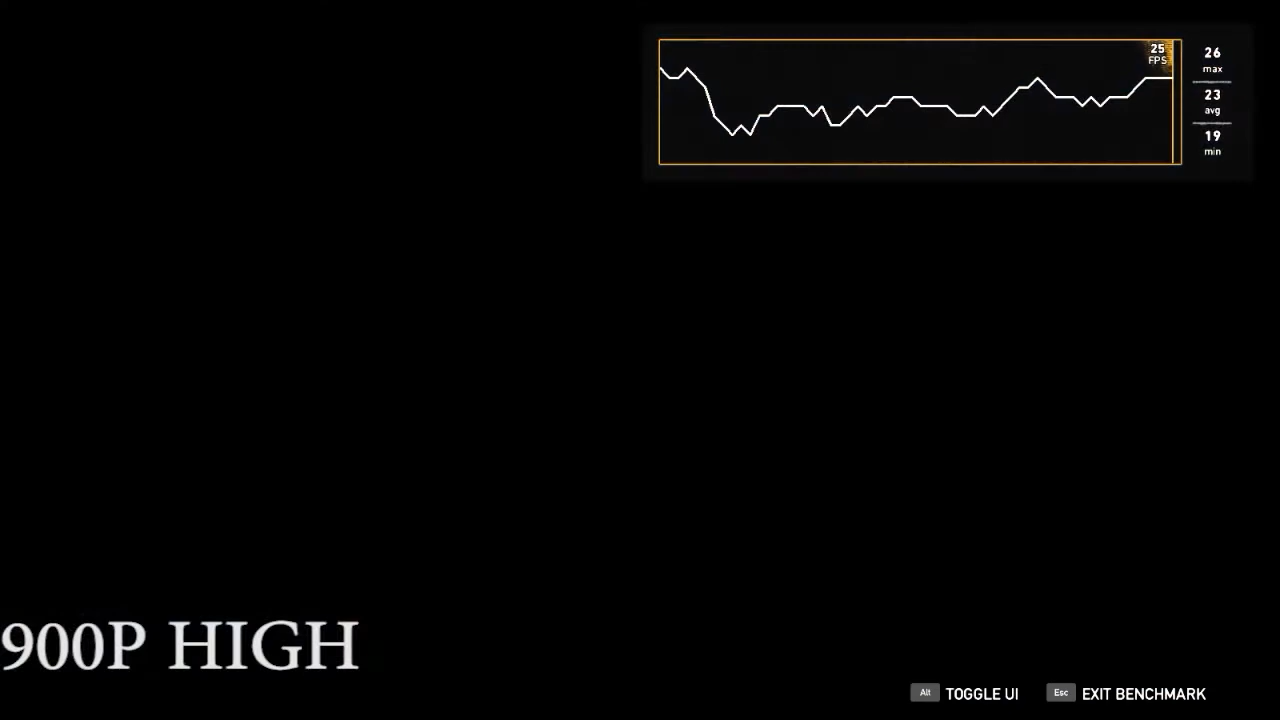 25
FPS
26
max
23
avg
19
min
900P HIGH
Alt TOGGLE UI Esc EXIT BENCHMARK